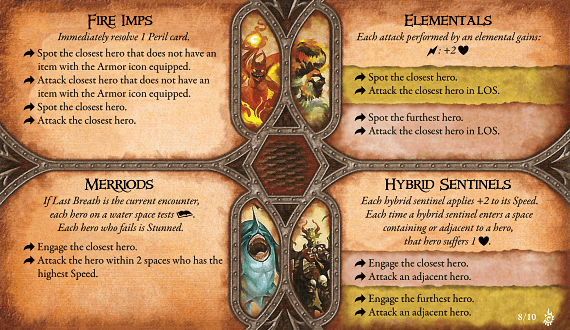 FIRE IMPS
Immediately resolve 1 Peril card.
Spot the closest hero that does not have an
item with the Armor icon equipped.
Attack closest hero that does not have an
item with the Armor icon equipped.
Spot the closest hero.
Attack the closest hero.
ELEMENTALS
Each attack performed by an elemental gains:
: +2
Spot the closest hero.
Attack the closest hero in LOS.
Spot the furthest hero.
Attack the closest hero in LOS.
MERRIODS
If Last Breath is the current encounter,
each hero on a water space tests .
Each hero who fails is Stunned.
Engage the closest hero.
Attack the hero within 2 spaces who has the
highest Speed.
HYBRID SENTINELS
Each hybrid sentinel applies +2 to its Speed.
Each time a hybrid sentinel enters a space
containing or adjacent to a hero,
that hero suffers 1 .
Engage the closest hero.
Attack an adjacent hero.
Engage the furthest hero.
Attack an adjacent hero.
8/10